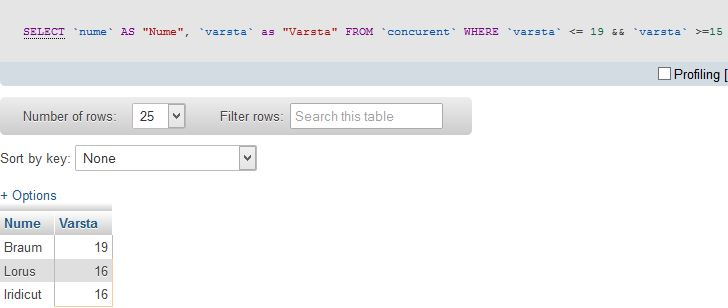 SELECT `nume` AS "Nume", `varsta` as "Varsta" FROM `concurent` WHERE `varsta` <= 19 && `varsta` >=15
Profiling [
Number of rows: 25 Filter rows: Search this table
Sort by key: None
+ Options
Nume Varsta
Braum 19
Lorus 16
Iridicut 16